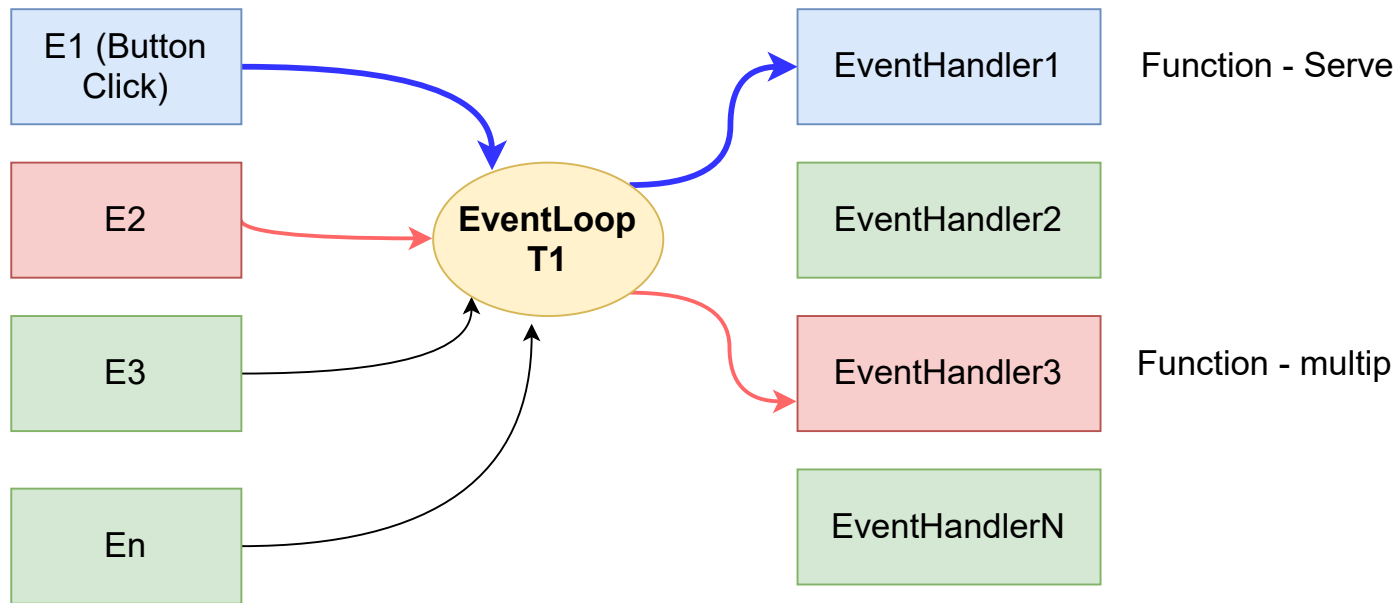 E1 (Button
Click)
EventHandler1
Function - Serve
E2
EventLoop
T1
EventHandler2
E3
EventHandler3
Function - multip
En
EventHandlerN